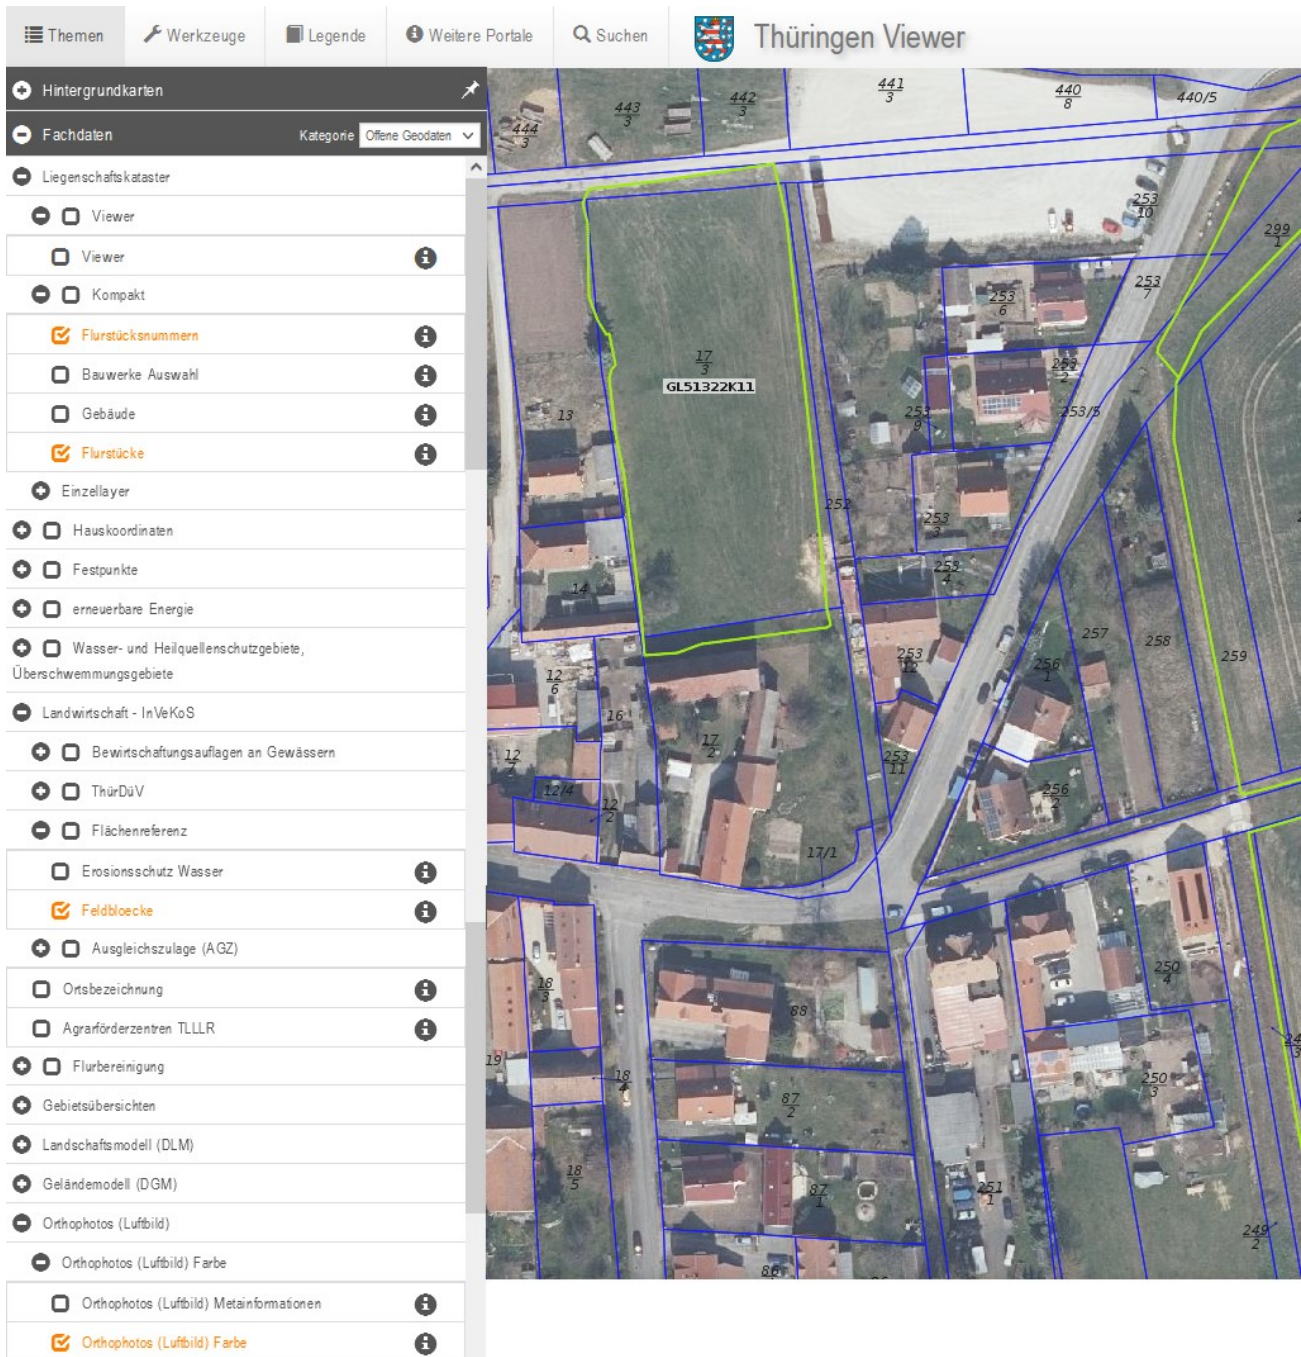 Themen
Werkzeuge
Legende
Weitere Portale
Suchen
Thüringen Viewer
Hintergrundkarten
Fachdaten
Kategorie
Offene Geodaten
Liegenschaftskataster
Viewer
Viewer
Kompakt
Flurstücksnummern
Bauwerke Auswahl
Gebäude
Flurstücke
Einzellayer
Hauskoordinaten
Festpunkte
erneuerbare Energie
Wasser- und Heilquellenschutzgebiete,
Überschwemmungsgebiete
Landwirtschaft - InVeKoS
Bewirtschaftungsauflagen an Gewässern
ThürDüV
Flächenreferenz
Erosionsschutz Wasser
Feldbloecke
Ausgleichszulage (AGZ)
Ortsbezeichnung
Agrarförderzentren TLLLR
Flurbereinigung
Gebietsübersichten
Landschaftsmodell (DLM)
Geländemodell (DGM)
Orthophotos (Luftbild)
Orthophotos (Luftbild) Farbe
Orthophotos (Luftbild) Metainformationen
Orthophotos (Luftbild) Farbe
441
3
440
8
440/5
442
3
443
3
444
3
253
10
299
1
253
7
253
6
17
3
GL51322K11
253
2
253/5
253
9
13
252
253
3
253
4
14
257
258
259
253
12
256
1
12
6
16
17
2
12
7
253
11
12/4
12
2
256
2
17/1
250
4
18
3
88
19
18
4
250
3
87
2
18
5
87
1
251
1
249
2
86